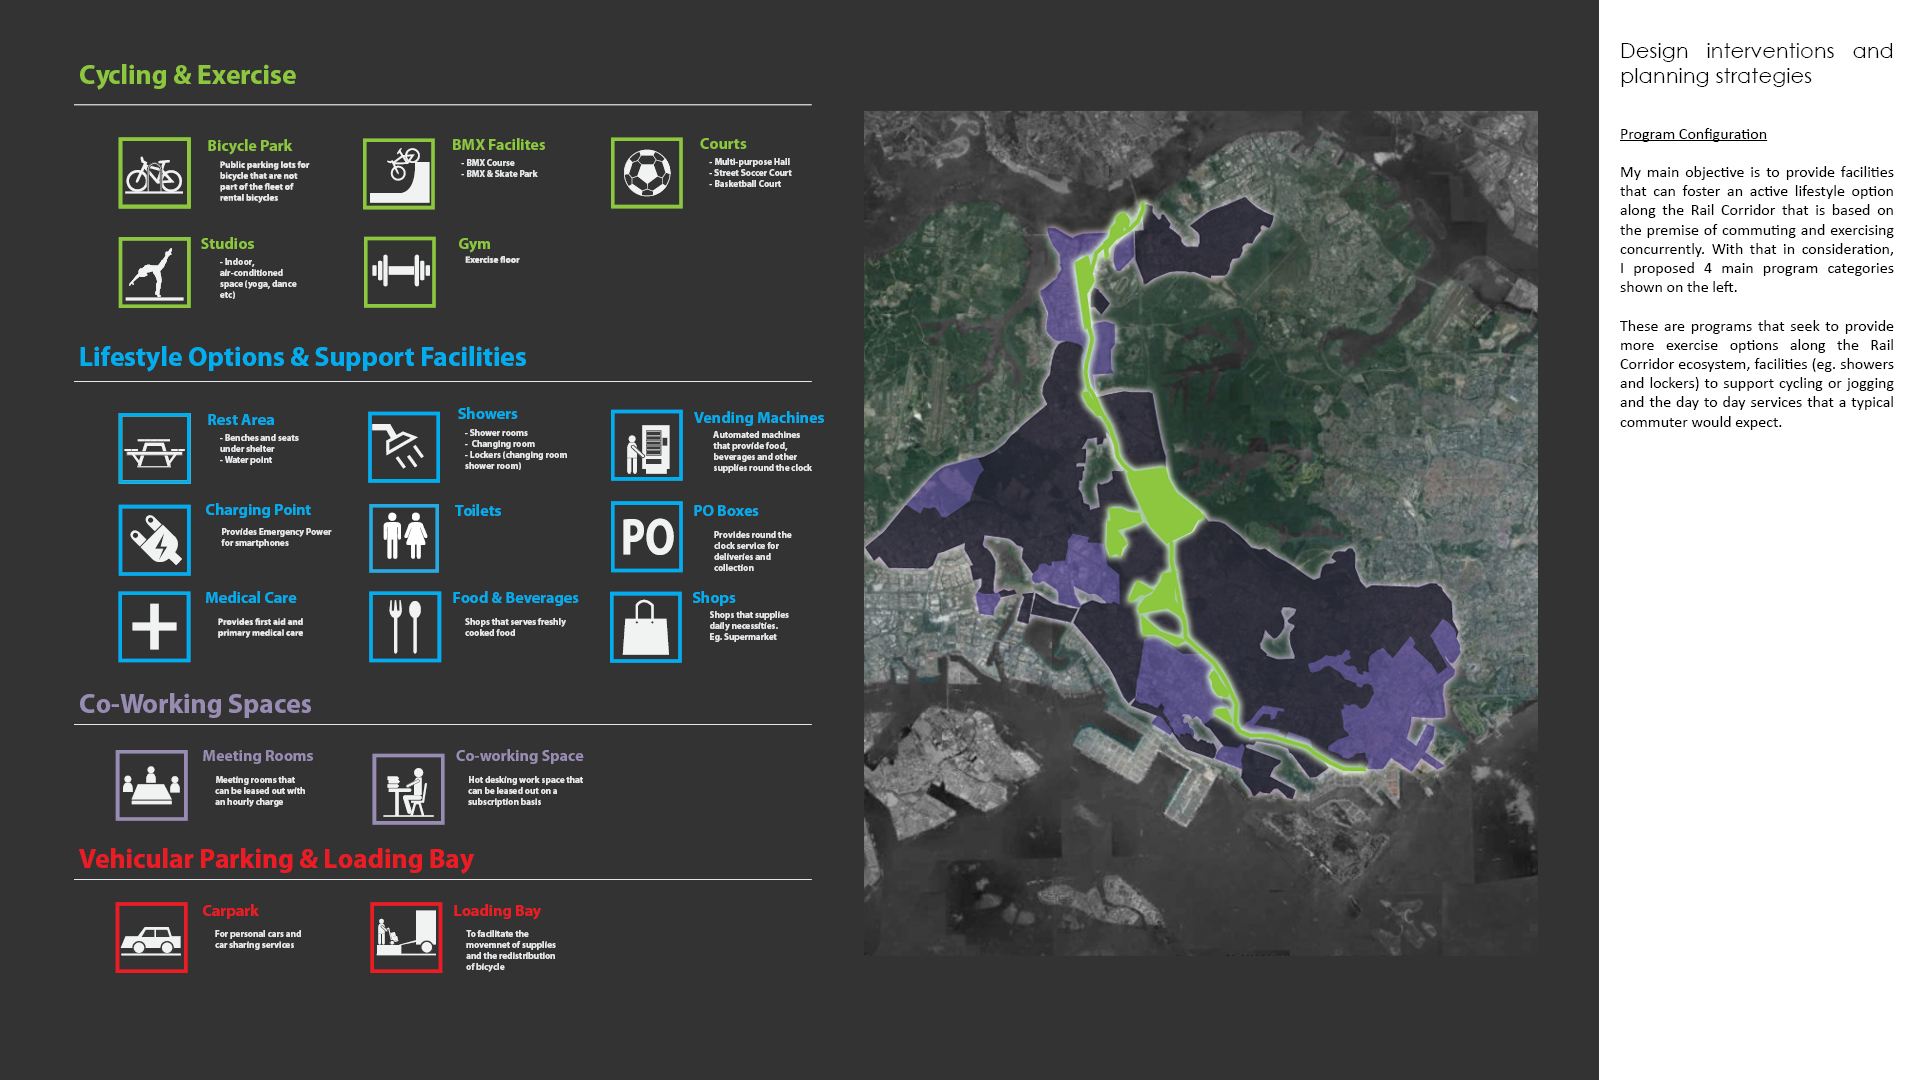 Cycling & Exercise
Bicycle Park
Public parking lots for
bicycle that are not
part of the fleet of
rental bicycles
BMX Facilites
- BMX Course
- BMX & Skate Park
Courts
- Multi-purpose Hall
- Street Soccer Court
- Basketball Court
Studios
- Indoor,
air-conditioned
space (yoga, dance
etc)
Gym
Exercise floor
Lifestyle Options & Support Facilities
Rest Area
- Benches and seats
under shelter
- Water point
Showers
- Shower rooms
- Changing room
- Lockers (changing room
shower room)
Vending Machines
Automated machines
that provide food,
beverages and other
supplies round the clock
Charging Point
Provides Emergency Power
for smartphones
Toilets
PO
PO Boxes
Provides round the
clock service for
deliveries and
collection
Medical Care
Provides first aid and
primary medical care
Food & Beverages
Shops that serves freshly
cooked food
Shops
Shops that supplies
daily necessities.
Eg. Supermarket
Co-Working Spaces
Meeting Rooms
Meeting rooms that
can be leased out with
an hourly charge
Co-working Space
Hot desking work space that
can be leased out on a
subscription basis
Vehicular Parking & Loading Bay
Carpark
For personal cars and
car sharing services
Loading Bay
To facilitate the
movemnet of supplies
and the redistribution
of bicycle
Design interventions and
planning strategies
Program Configuration
My main objective is to provide facilities
that can foster an active lifestyle option
along the Rail Corridor that is based on
the premise of commuting and exercising
concurrently. With that in consideration,
I proposed 4 main program categories
shown on the left.
These are programs that seek to provide
more exercise options along the Rail
Corridor ecosystem, facilities (eg. showers
and lockers) to support cycling or jogging
and the day to day services that a typical
commuter would expect.